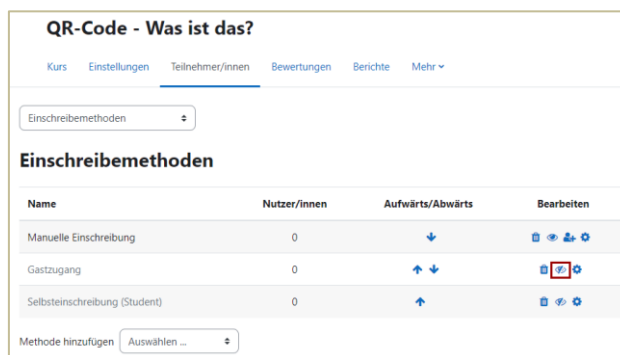 QR-Code - Was ist das?
Kurs Einstellungen Teilnehmer/innen Bewertungen Berichte Mehr
Einschreibemethoden
Einschreibemethoden
Name Nutzer/innen Aufwärts/Abwärts Bearbeiten
Manuelle Einschreibung 0
Gastzugang 0
Selbsteinschreibung (Student) 0
Methode hinzufügen Auswählen ...